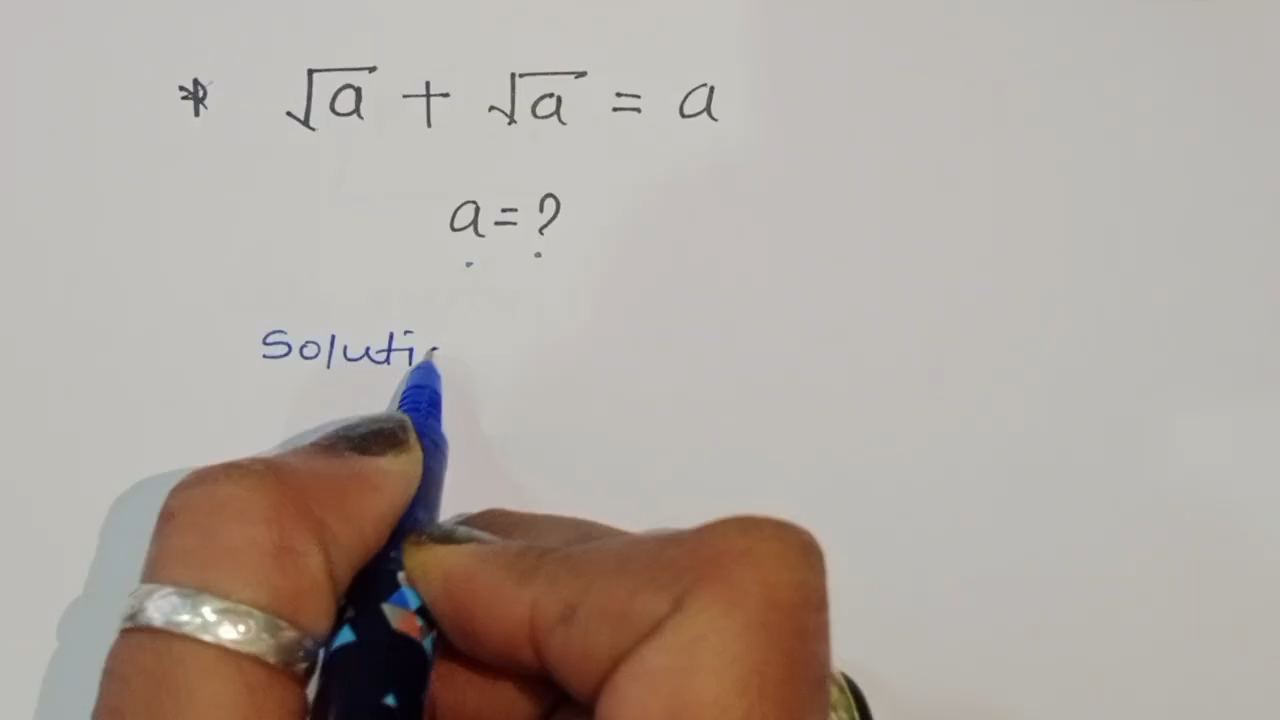 * √a + √a = a
a = ?
Soluti